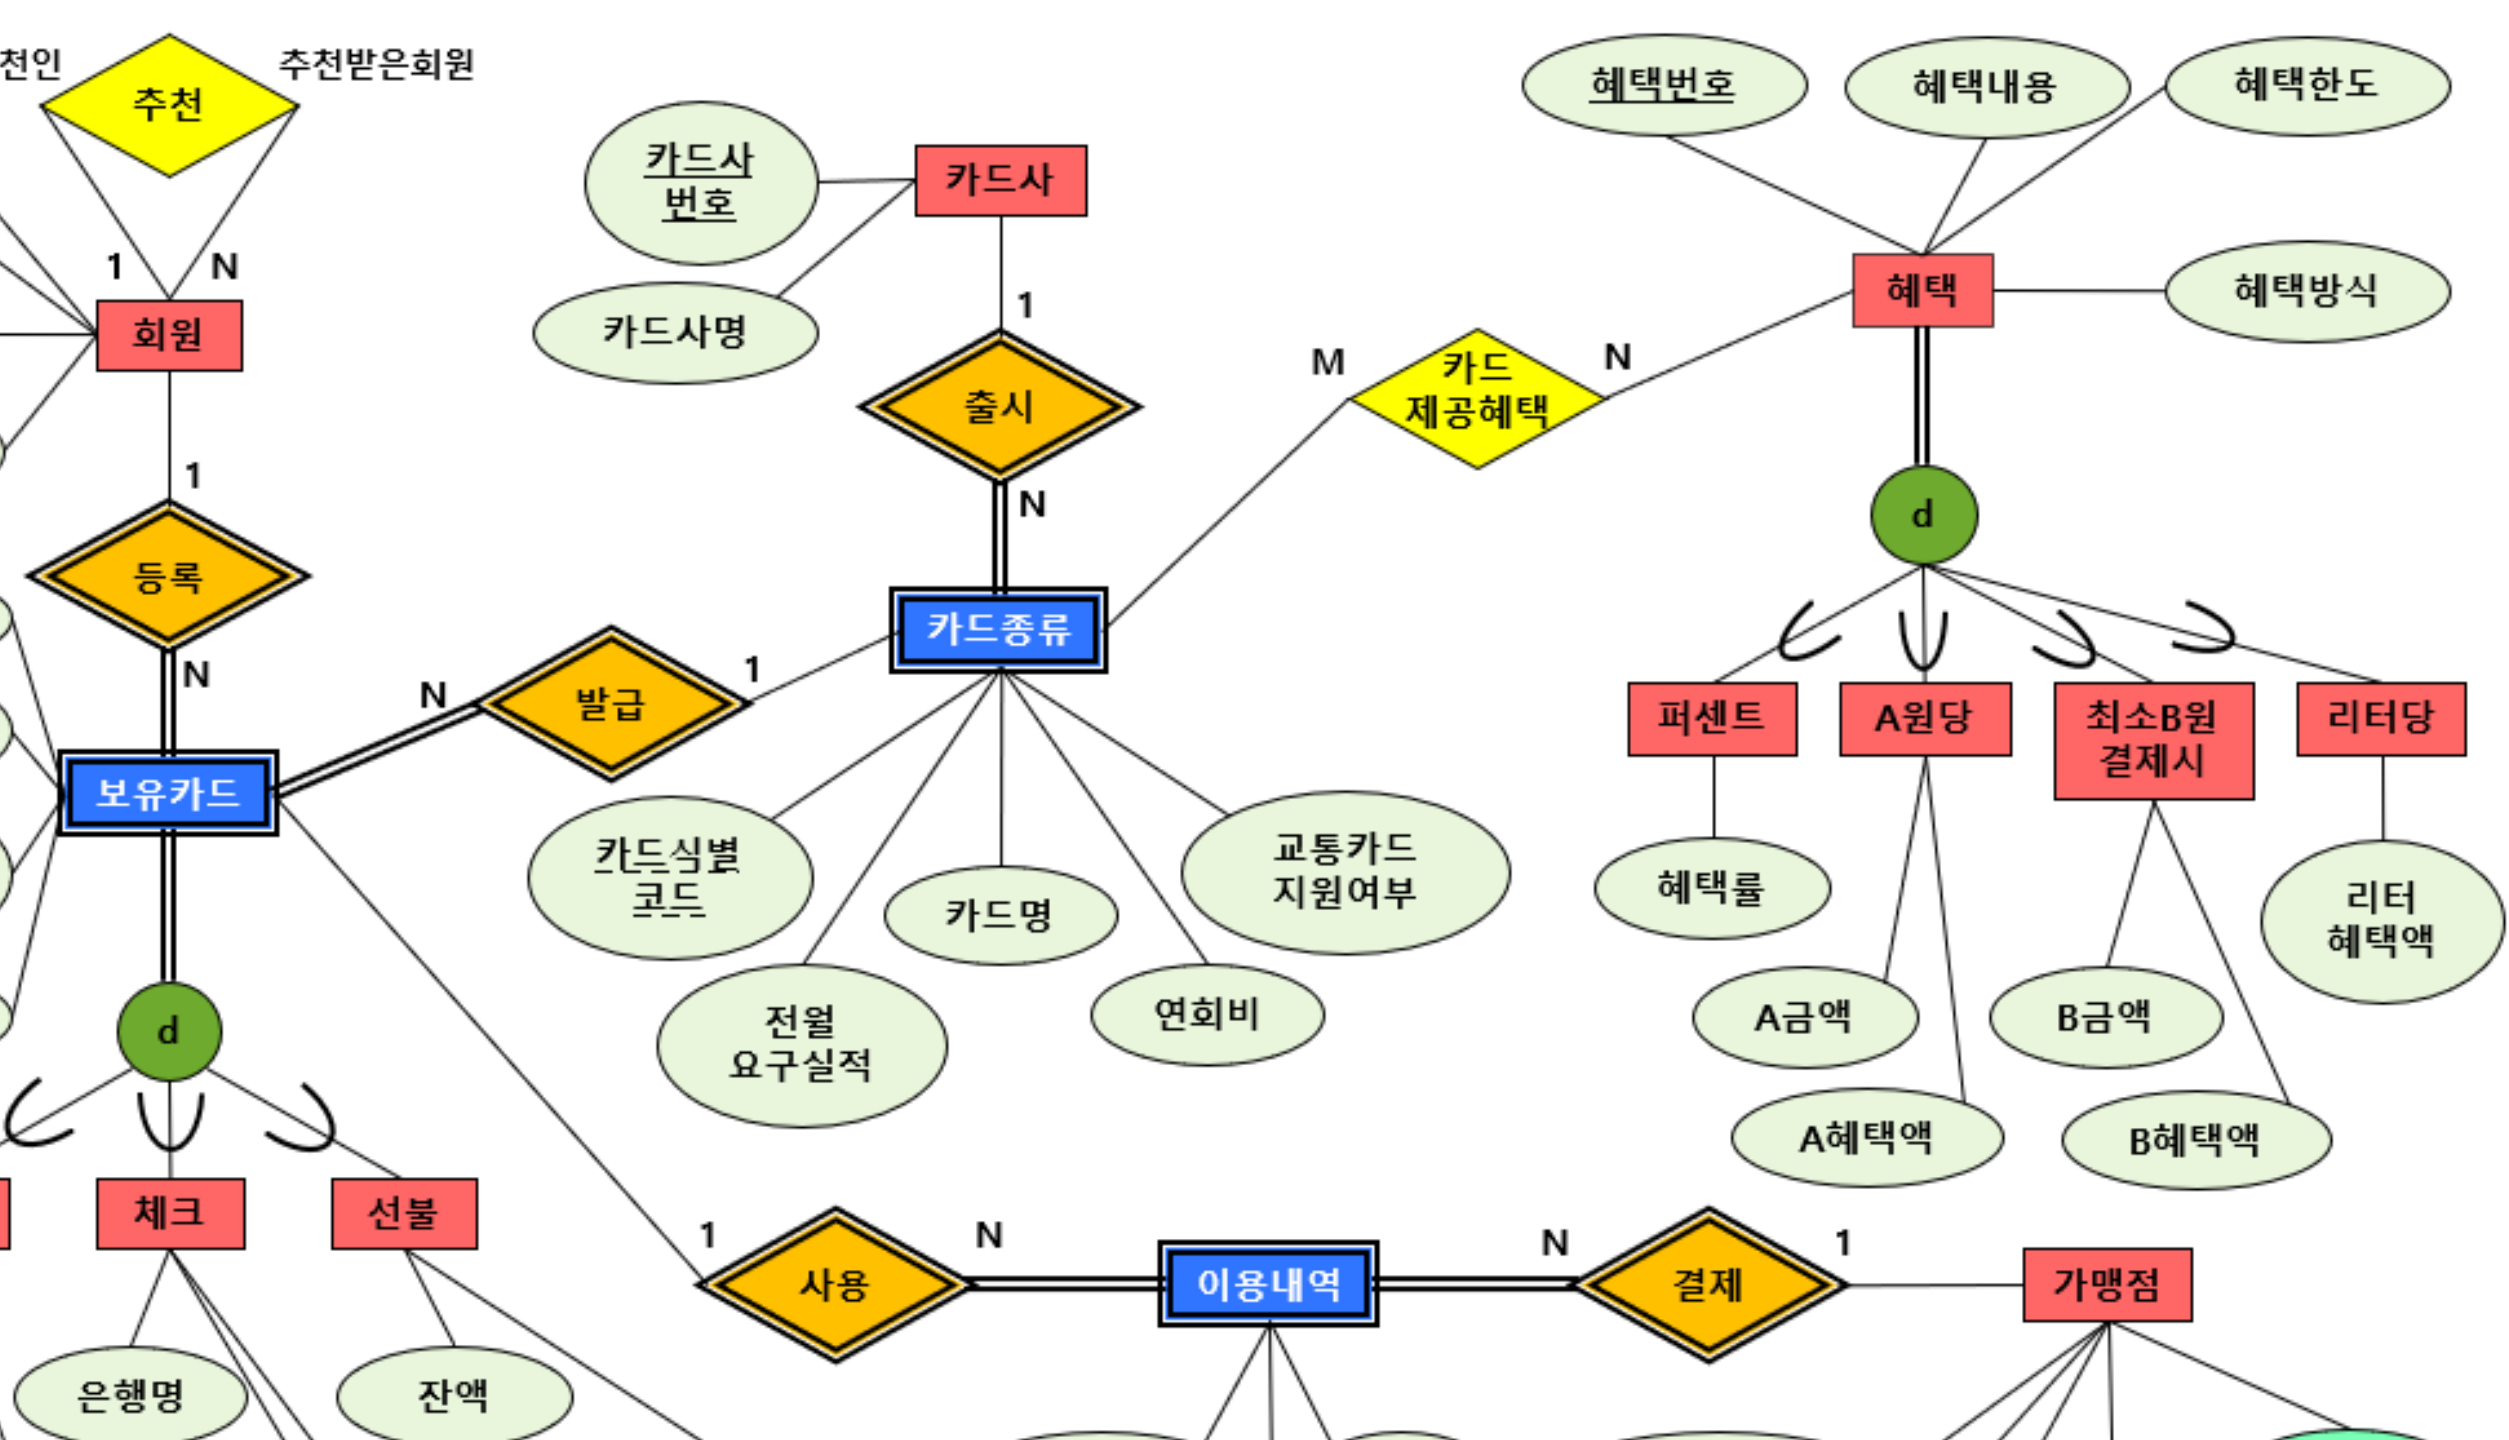 천인
추천받은회원
추천
1
N
회원
1
등록
N
보유카드
d
체크
선불
은행명
잔액
카드사
번호
카드사
카드사명
1
출시
N
카드종류
발급
N
1
카드식별
코드
전월
요구실적
카드명
연회비
교통카드
지원여부
M
카드
제공혜택
N
혜택번호
혜택내용
혜택한도
혜택
혜택방식
d
퍼센트
A원당
최소B원
결제시
리터당
혜택률
A금액
A혜택액
B금액
B혜택액
리터
혜택액
1
사용
N
이용내역
N
결제
1
가맹점